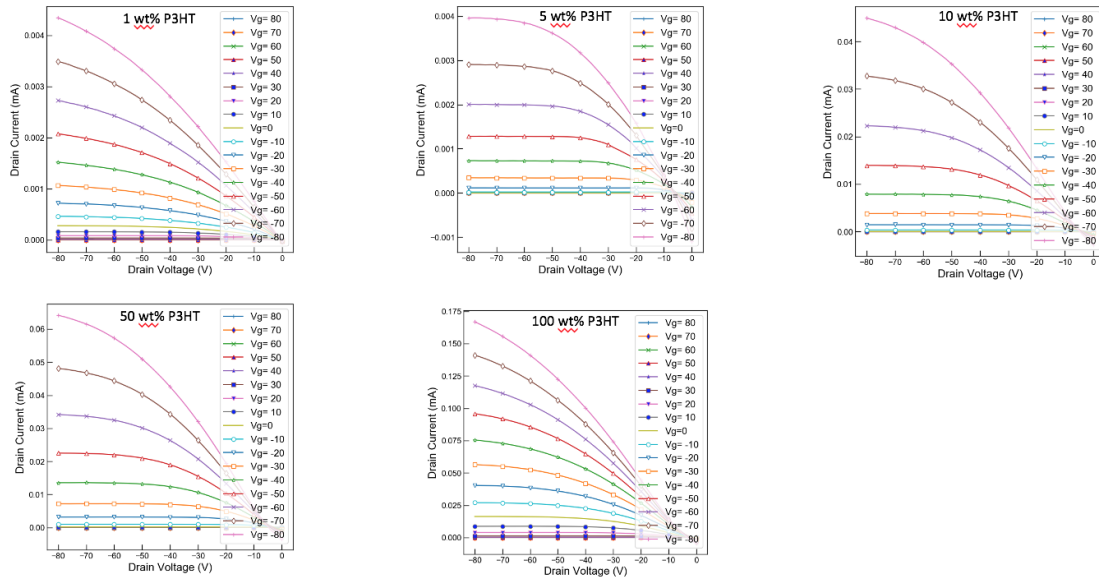 1 wt% P3HT
Drain Current (mA)
0.004
0.003
0.002
0.001
0.000
−80 −70 −60 −50 −40 −30 −20 −10 0
Drain Voltage (V)
Vg= 80
Vg= 70
Vg= 60
Vg= 50
Vg= 40
Vg= 30
Vg= 20
Vg= 10
Vg=0
Vg= -10
Vg= -20
Vg= -30
Vg= -40
Vg= -50
Vg= -60
Vg= -70
Vg= -80
5 wt% P3HT
Drain Current (mA)
0.004
0.003
0.002
0.001
0.000
−0.001
−80 −70 −60 −50 −40 −30 −20 −10 0
Drain Voltage (V)
Vg= 80
Vg= 70
Vg= 60
Vg= 50
Vg= 40
Vg= 30
Vg= 20
Vg= 10
Vg=0
Vg= -10
Vg= -20
Vg= -30
Vg= -40
Vg= -50
Vg= -60
Vg= -70
Vg= -80
10 wt% P3HT
Drain Current (mA)
0.04
0.03
0.02
0.01
0.00
−80 −70 −60 −50 −40 −30 −20 −10 0
Drain Voltage (V)
Vg= 80
Vg= 70
Vg= 60
Vg= 50
Vg= 40
Vg= 30
Vg= 20
Vg= 10
Vg=0
Vg= -10
Vg= -20
Vg= -30
Vg= -40
Vg= -50
Vg= -60
Vg= -70
Vg= -80
50 wt% P3HT
Drain Current (mA)
0.06
0.05
0.04
0.03
0.02
0.01
0.00
−80 −70 −60 −50 −40 −30 −20 −10 0
Drain Voltage (V)
Vg= 80
Vg= 70
Vg= 60
Vg= 50
Vg= 40
Vg= 30
Vg= 20
Vg= 10
Vg=0
Vg= -10
Vg= -20
Vg= -30
Vg= -40
Vg= -50
Vg= -60
Vg= -70
Vg= -80
100 wt% P3HT
Drain Current (mA)
0.175
0.150
0.125
0.100
0.075
0.050
0.025
0.000
−80 −70 −60 −50 −40 −30 −20 −10 0
Drain Voltage (V)
Vg= 80
Vg= 70
Vg= 60
Vg= 50
Vg= 40
Vg= 30
Vg= 20
Vg= 10
Vg=0
Vg= -10
Vg= -20
Vg= -30
Vg= -40
Vg= -50
Vg= -60
Vg= -70
Vg= -80